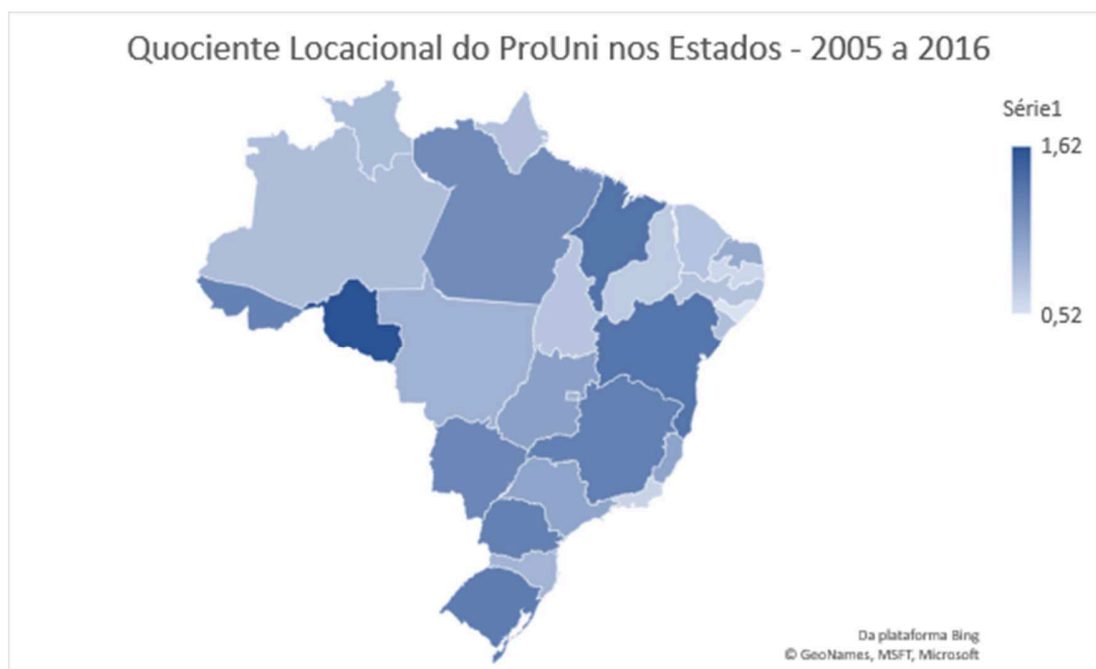 Quociente Locacional do ProUni nos Estados - 2005 a 2016
Série1
1,62
0,52
Da plataforma Bing
© GeoNames, MSFT, Microsoft